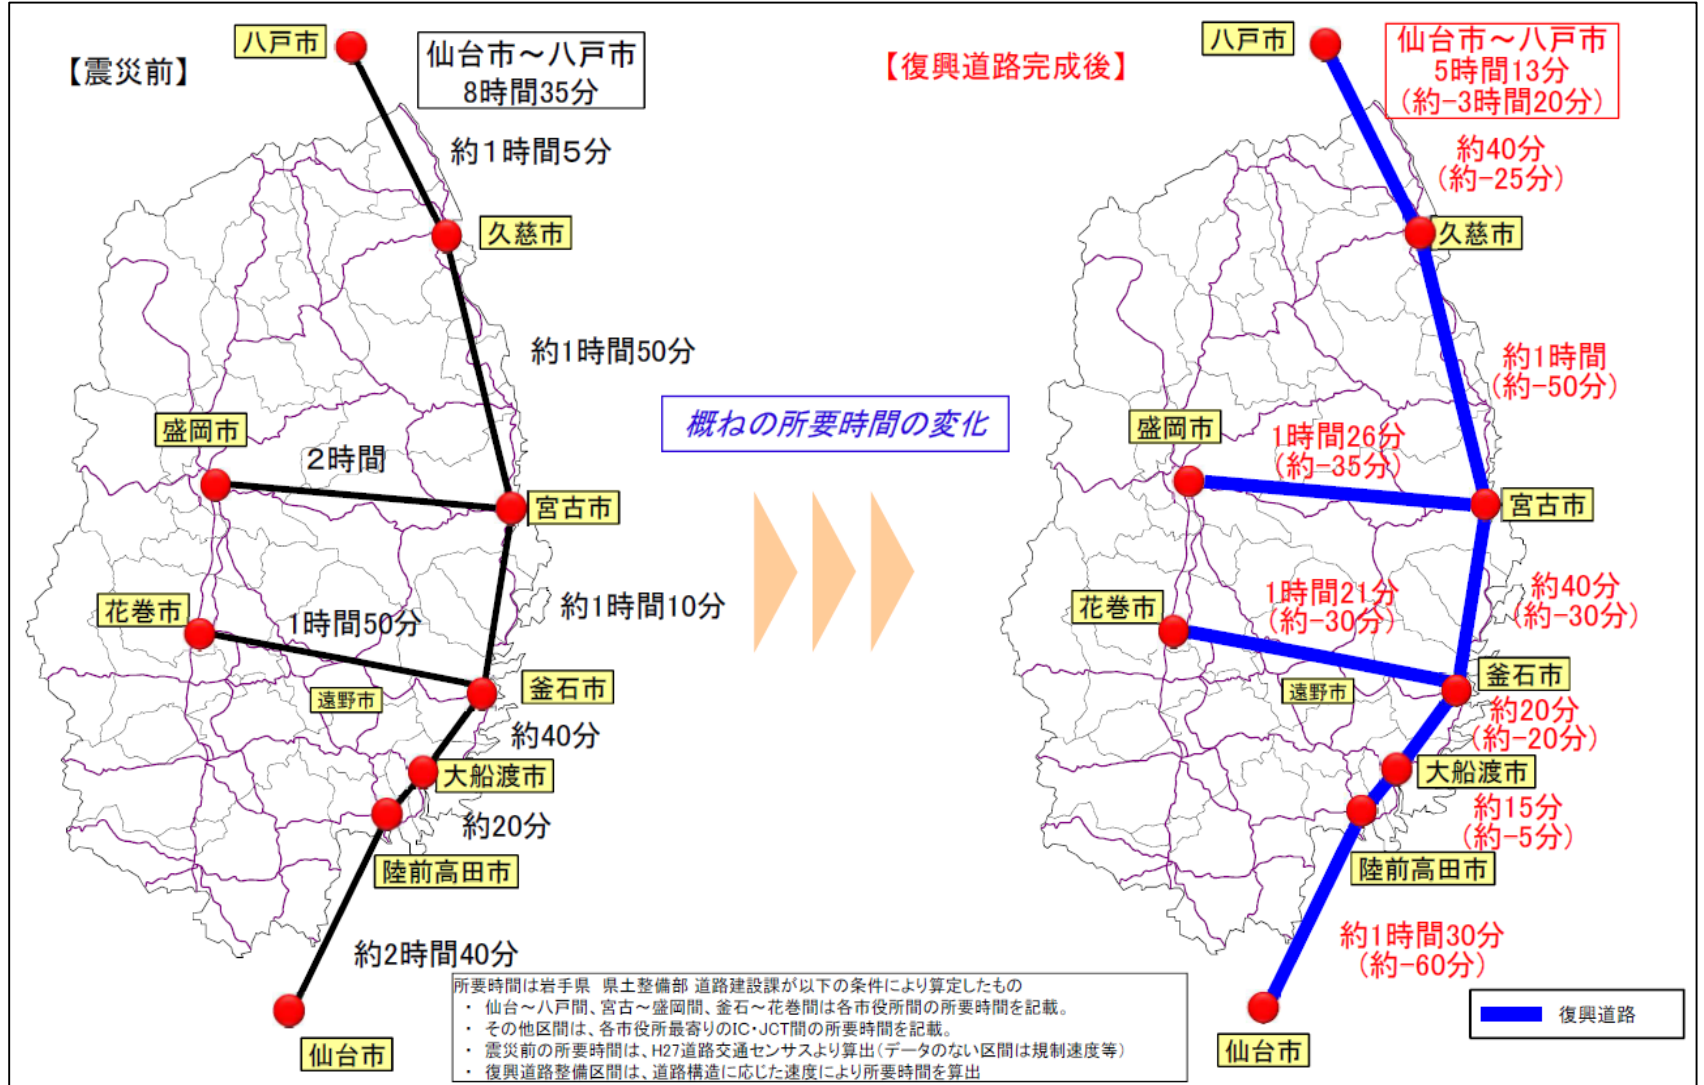 【震災前】
八戸市
仙台市～八戸市
8時間35分
約1時間5分
久慈市
約1時間50分
盛岡市
2時間
宮古市
約1時間10分
花巻市
1時間50分
釜石市
遠野市
約40分
大船渡市
約20分
陸前高田市
約2時間40分
仙台市
概ねの所要時間の変化
【復興道路完成後】
八戸市
仙台市～八戸市
5時間13分
(約-3時間20分)
約40分
(約-25分)
久慈市
約1時間
(約-50分)
盛岡市
1時間26分
(約-35分)
宮古市
約40分
(約-30分)
花巻市
1時間21分
(約-30分)
釜石市
遠野市
約20分
(約-20分)
大船渡市
約15分
(約-5分)
陸前高田市
約1時間30分
(約-60分)
仙台市
復興道路
所要時間は岩手県 県土整備部 道路建設課が以下の条件により算定したもの
・ 仙台～八戸間、宮古～盛岡間、釜石～花巻間は各市役所間の所要時間を記載。
・ その他区間は、各市役所最寄りのIC・JCT間の所要時間を記載。
・ 震災前の所要時間は、H27道路交通センサスより算出(データのない区間は規制速度等)
・ 復興道路整備区間は、道路構造に応じた速度により所要時間を算出